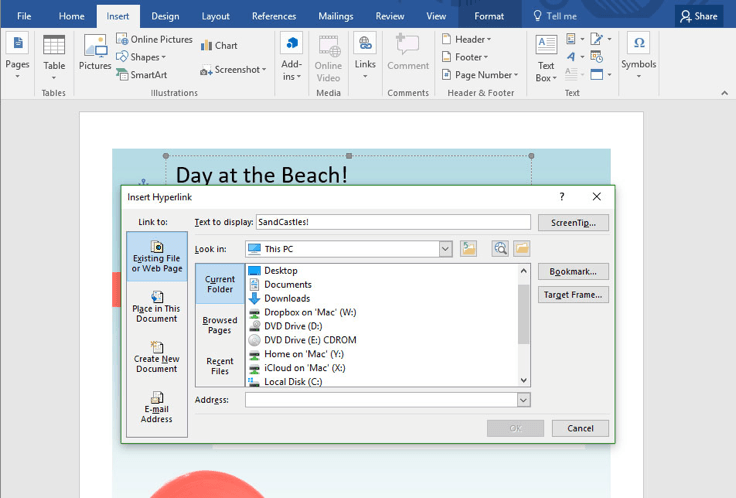 File Home Insert Design Layout References Mailings Review View Format Tell me Share
Pages
Table
Pictures
Online Pictures
Shapes
SmartArt
Chart
Screenshot
Add-
ins
Online
Video
Links
Comment
Header
Footer
Page Number
Text
Box
A
Ω
Symbols
Tables Illustrations Media Comments Header & Footer Text
Day at the Beach!
Insert Hyperlink ?
Link to:
Text to display: SandCastles!
ScreenTip...
Existing File
or Web Page
Place in This
Document
Create New
Document
E-mail
Address
Look in: This PC
Current
Folder
Browsed
Pages
Recent
Files
Desktop
Documents
Downloads
Dropbox on 'Mac' (W:)
DVD Drive (D:)
DVD Drive (E:) CDROM
Home on 'Mac' (Y:)
iCloud on 'Mac' (X:)
Local Disk (C:)
Bookmark...
Target Frame...
Address:
OK Cancel